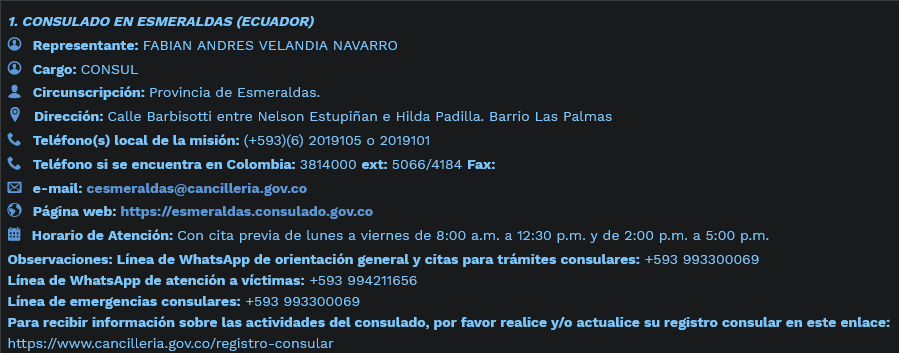 1. CONSULADO EN ESMERALDAS (ECUADOR)
Representante: FABIAN ANDRES VELANDIA NAVARRO
Cargo: CONSUL
Circunscripción: Provincia de Esmeraldas.
Dirección: Calle Barbisotti entre Nelson Estupiñan e Hilda Padilla. Barrio Las Palmas
Teléfono(s) local de la misión: (+593)(6) 2019105 o 2019101
Teléfono si se encuentra en Colombia: 3814000 ext: 5066/4184 Fax:
e-mail: cesmeraldas@cancilleria.gov.co
Página web: https://esmeraldas.consulado.gov.co
Horario de Atención: Con cita previa de lunes a viernes de 8:00 a.m. a 12:30 p.m. y de 2:00 p.m. a 5:00 p.m.
Observaciones: Línea de WhatsApp de orientación general y citas para trámites consulares: +593 993300069
Línea de WhatsApp de atención a víctimas: +593 994211656
Línea de emergencias consulares: +593 993300069
Para recibir información sobre las actividades del consulado, por favor realice y/o actualice su registro consular en este enlace:
https://www.cancilleria.gov.co/registro-consular